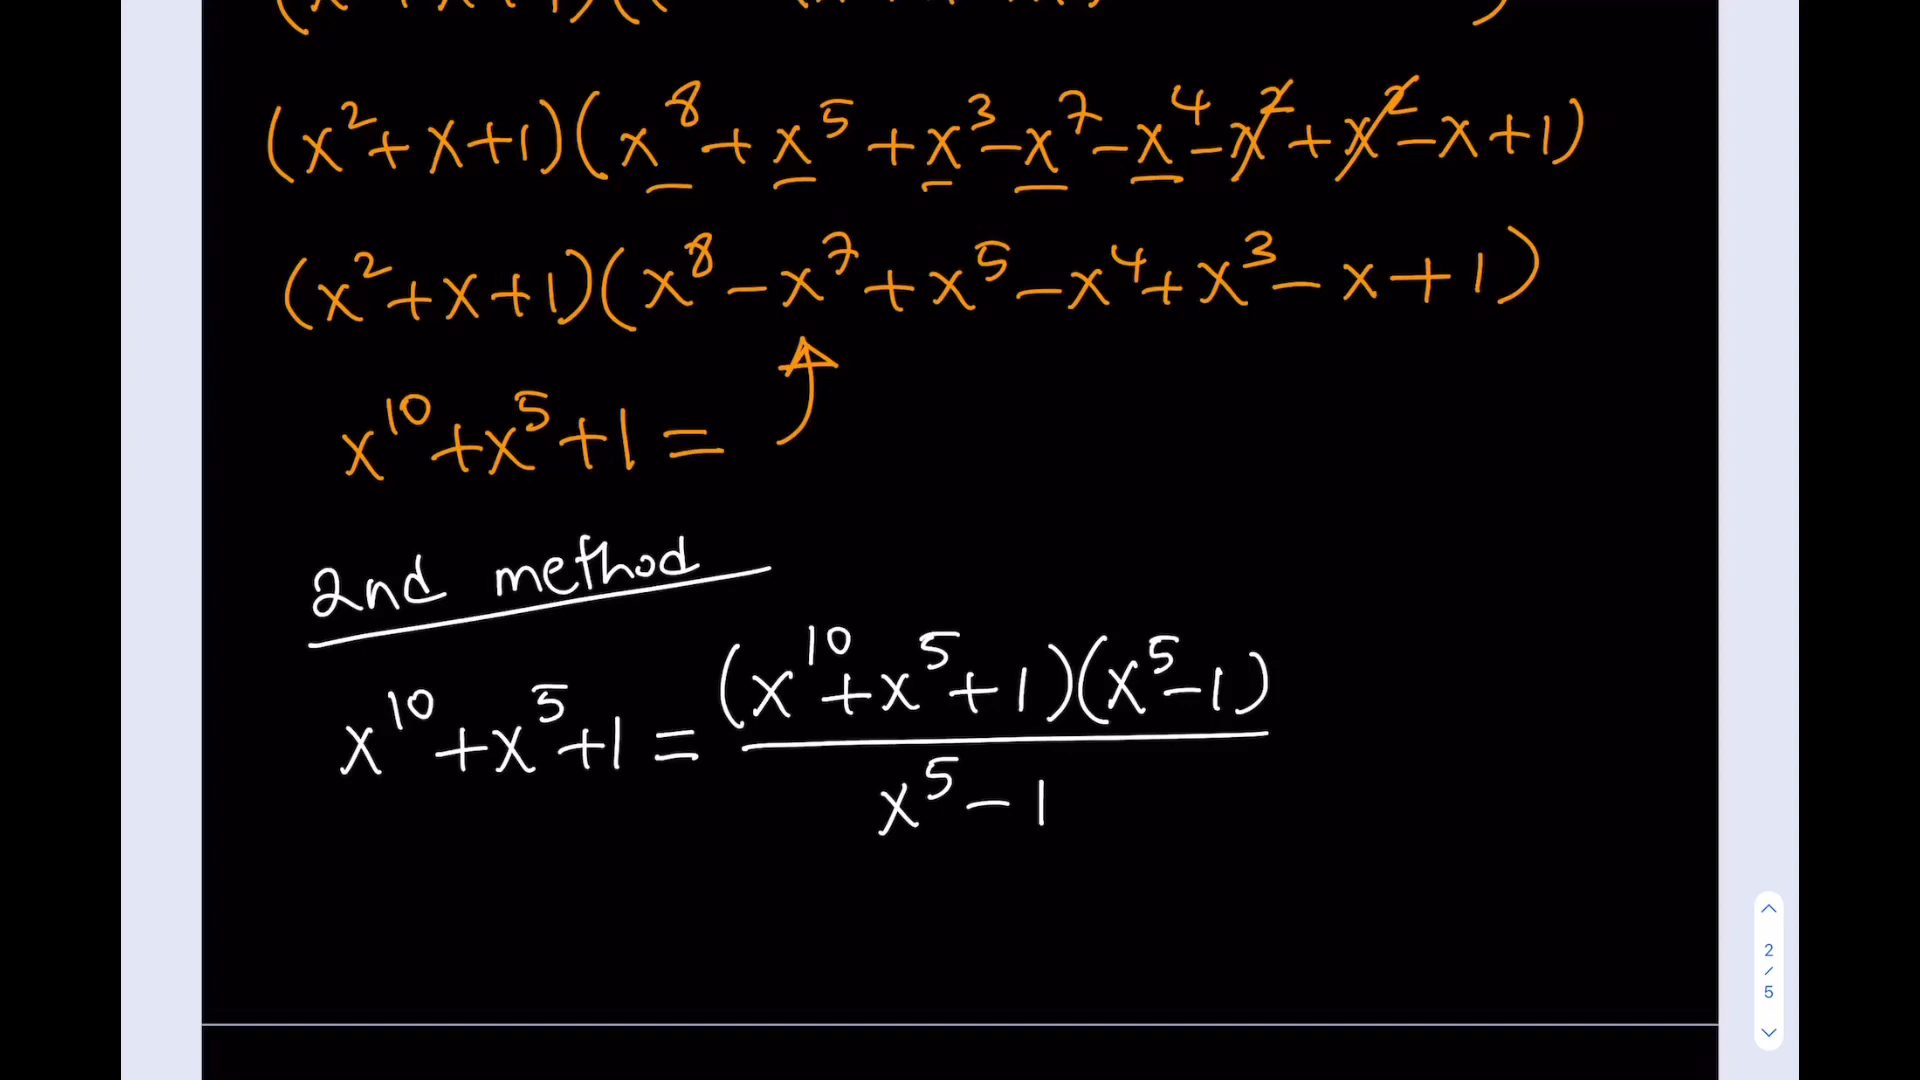 (x²+x+1)(x⁸+x⁵+x³-x⁷-x⁴-x²+x²-x+1)
(x²+x+1)(x⁸-x⁷+x⁵-x⁴+x³-x+1)
x¹⁰+x⁵+1=
2nd method
x¹⁰+x⁵+1= (x¹⁰+x⁵+1)(x⁵-1)
x⁵-1
2
/
5